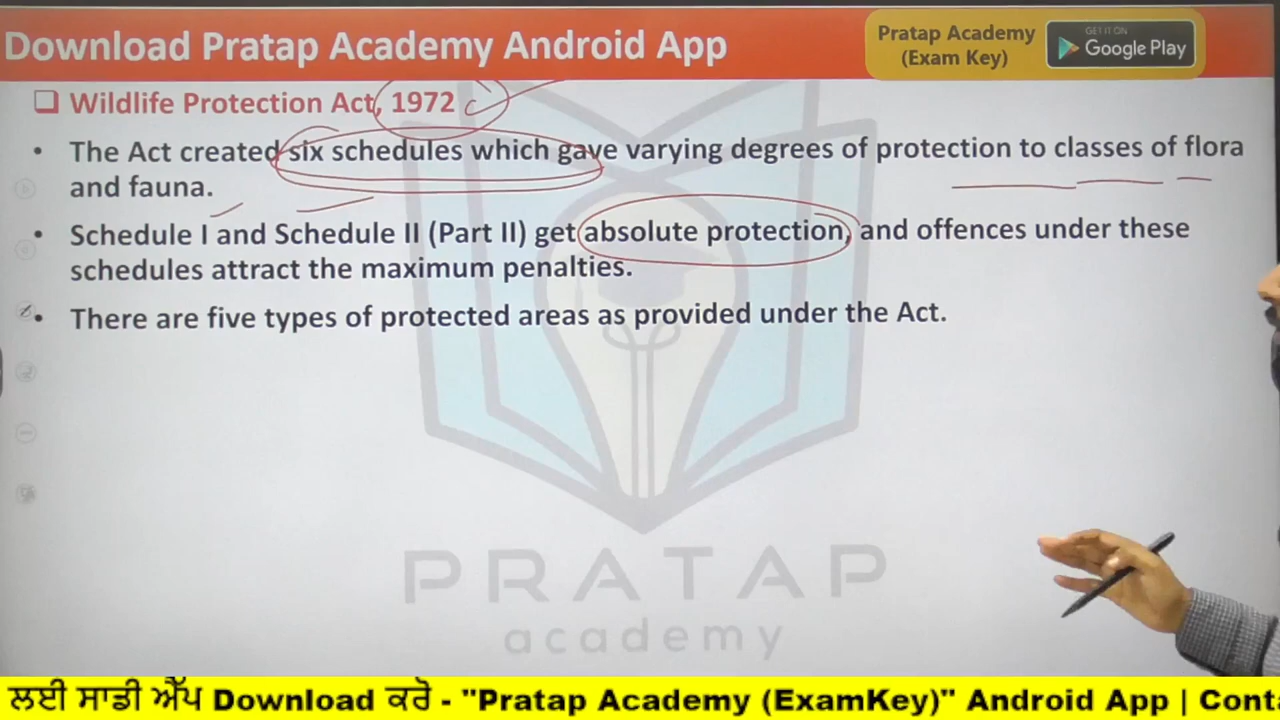 Download Pratap Academy Android App
Pratap Academy
(Exam Key)
GET IT ON
Google Play
Wildlife Protection Act, 1972
• The Act created six schedules which gave varying degrees of protection to classes of flora
and fauna.
• Schedule I and Schedule II (Part II) get absolute protection, and offences under these
schedules attract the maximum penalties.
• There are five types of protected areas as provided under the Act.
PRATAP
academy
ਲਈ ਸਾਡੀ ਐੱਪ Download ਕਰੋ - "Pratap Academy (ExamKey)" Android App | Cont